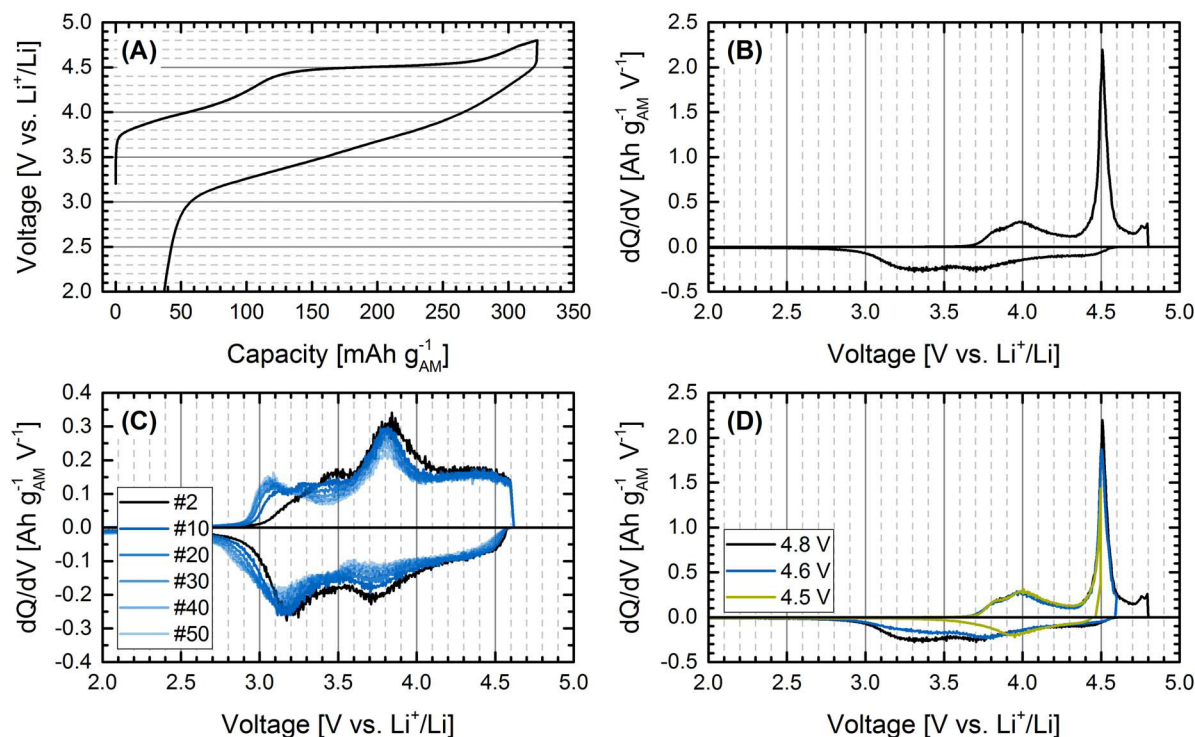 (A)
Voltage [V vs. Li⁺/Li]
5.0
4.5
4.0
3.5
3.0
2.5
2.0
0 50 100 150 200 250 300 350
Capacity [mAh g⁻¹AM]
(B)
dQ/dV [Ah g⁻¹AM V⁻¹]
2.5
2.0
1.5
1.0
0.5
0.0
-0.5
2.0 2.5 3.0 3.5 4.0 4.5 5.0
Voltage [V vs. Li⁺/Li]
(C)
dQ/dV [Ah g⁻¹AM V⁻¹]
0.4
0.3
0.2
0.1
0.0
-0.1
-0.2
-0.3
-0.4
#2
#10
#20
#30
#40
#50
2.0 2.5 3.0 3.5 4.0 4.5 5.0
Voltage [V vs. Li⁺/Li]
(D)
dQ/dV [Ah g⁻¹AM V⁻¹]
2.5
2.0
1.5
1.0
0.5
0.0
-0.5
4.8 V
4.6 V
4.5 V
2.0 2.5 3.0 3.5 4.0 4.5 5.0
Voltage [V vs. Li⁺/Li]